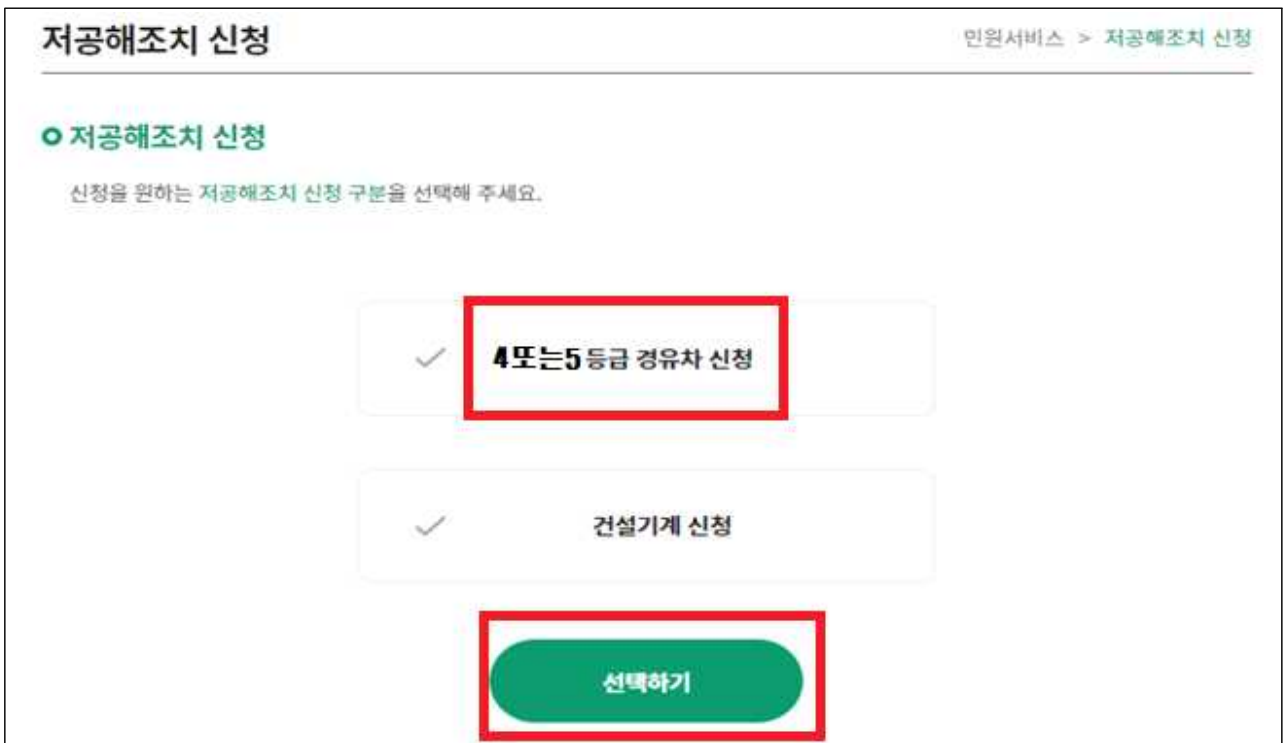 저공해조치 신청
민원서비스 > 저공해조치 신청
저공해조치 신청
신청을 원하는 저공해조치 신청 구분을 선택해 주세요.
4또는5 등급 경유차 신청
건설기계 신청
선택하기